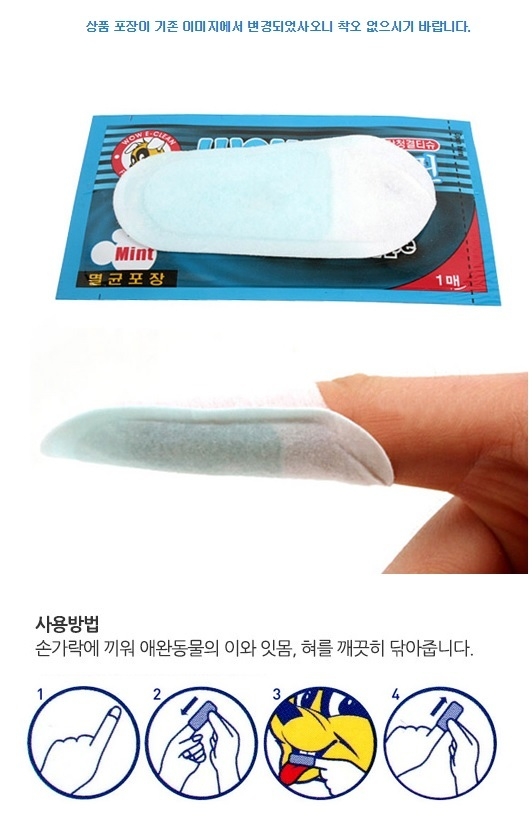 상품 포장이 기존 이미지에서 변경되었사오니 착오 없으시기 바랍니다.
WOW E-CLEAN
Mint
멸균포장
1매
사용방법
손가락에 끼워 애완동물의 이와 잇몸, 혀를 깨끗히 닦아줍니다.
1 2 3 4